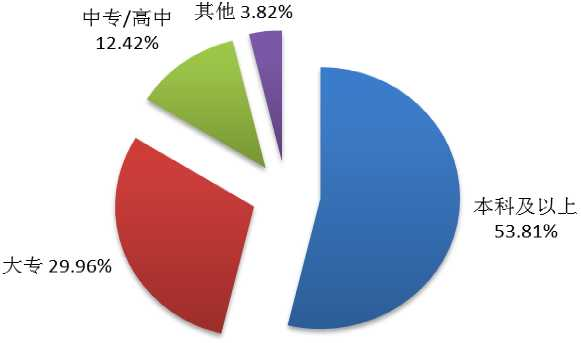 中专/高中
12.42%
其他 3.82%
本科及以上
53.81%
大专 29.96%